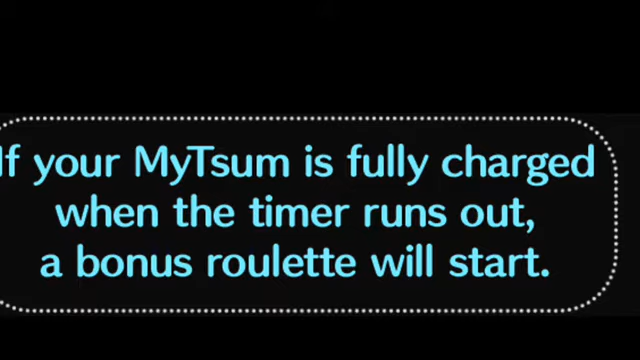 If your MyTsum is fully charged
when the timer runs out,
a bonus roulette will start.